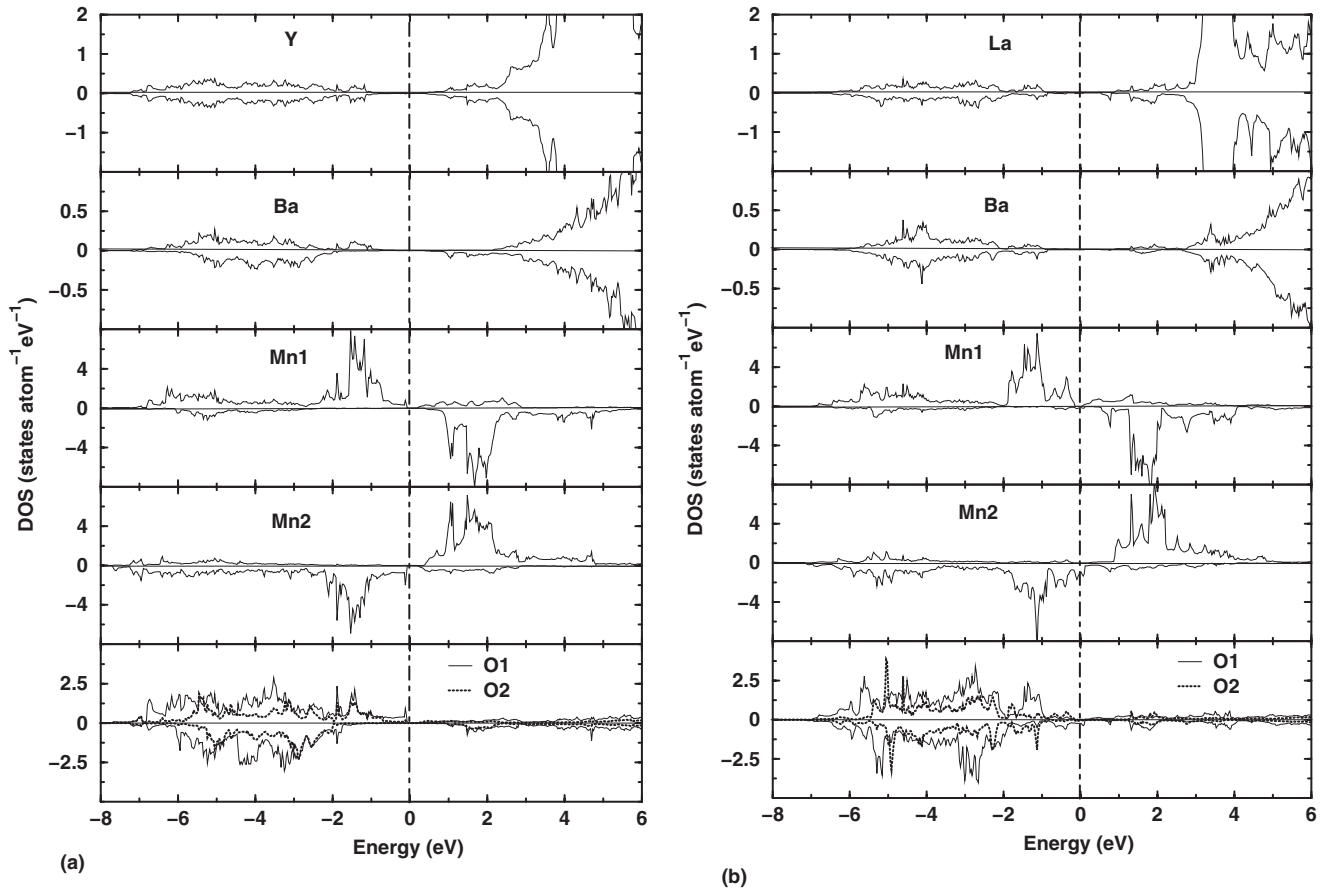 2
Y
1
0
−1
0.5
Ba
0
−0.5
Mn1
4
0
−4
Mn2
4
0
−4
O1
O2
2.5
0
−2.5
−8 −6 −4 −2 0 2 4 6
Energy (eV)
DOS (states atom−1eV−1)
(a)
2
La
1
0
−1
0.5
Ba
0
−0.5
Mn1
4
0
−4
Mn2
4
0
−4
O1
O2
2.5
0
−2.5
−8 −6 −4 −2 0 2 4 6
Energy (eV)
DOS (states atom−1eV−1)
(b)